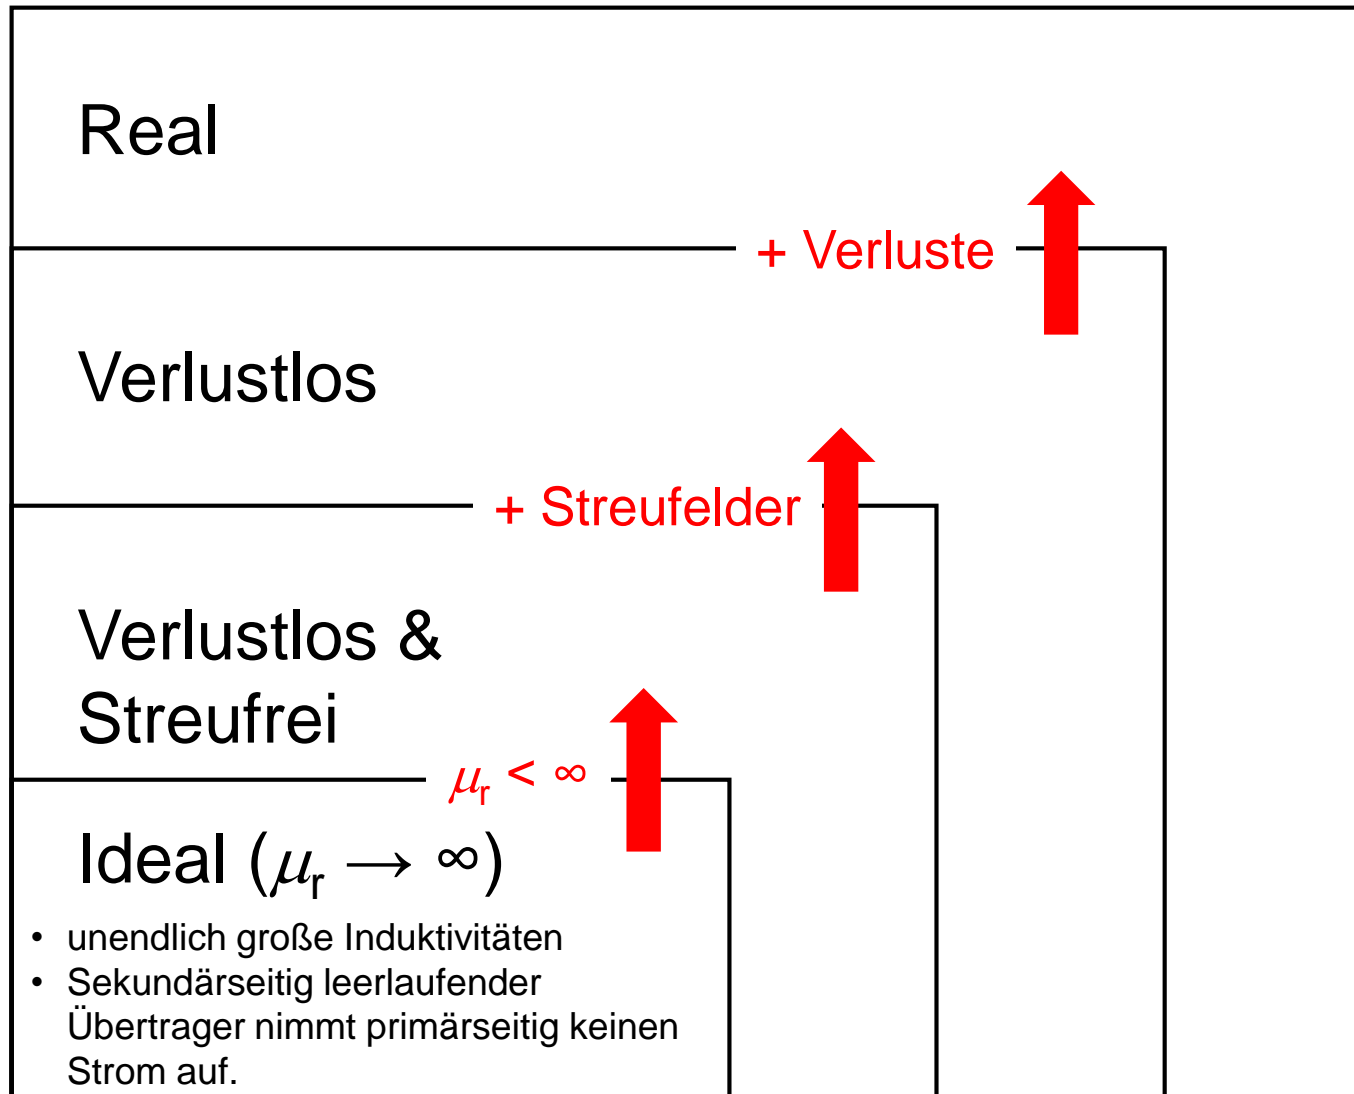 Real
+ Verluste
Verlustlos
+ Streufelder
Verlustlos &
Streufrei
μr < ∞
Ideal (μr → ∞)
• unendlich große Induktivitäten
• Sekundärseitig leerlaufender
Übertrager nimmt primärseitig keinen
Strom auf.